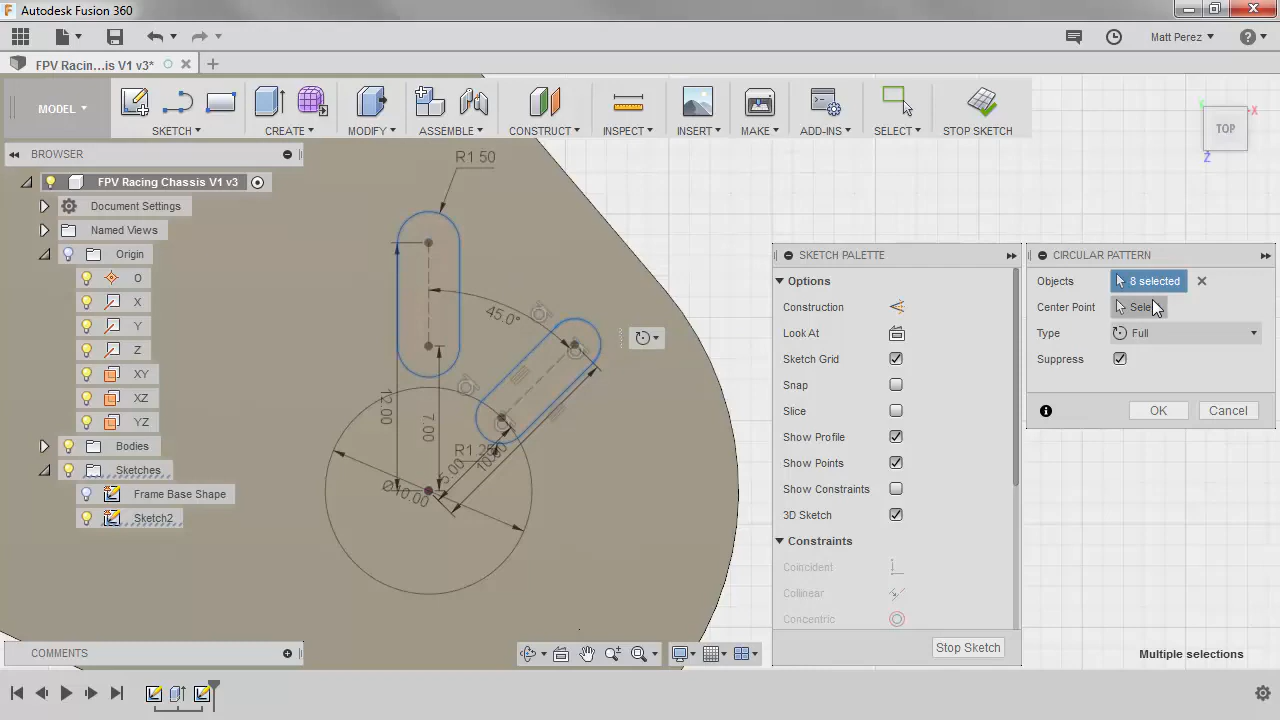 Autodesk Fusion 360
Matt Perez
FPV Racin...is V1 v3*
MODEL
SKETCH
CREATE
MODIFY
ASSEMBLE
CONSTRUCT
INSPECT
INSERT
MAKE
ADD-INS
SELECT
STOP SKETCH
TOP
X
Z
BROWSER
FPV Racing Chassis V1 v3
Document Settings
Named Views
Origin
O
X
Y
Z
XY
XZ
YZ
Bodies
Sketches
Frame Base Shape
Sketch2
R1 50
45.0°
12.00
7.00
R1 25
5.00
10.00
Ø10.00
SKETCH PALETTE
Options
Construction
Look At
Sketch Grid
Snap
Slice
Show Profile
Show Points
Show Constraints
3D Sketch
Constraints
Coincident
Collinear
Concentric
Stop Sketch
CIRCULAR PATTERN
Objects 8 selected
Center Point
Type Full
Suppress
OK Cancel
COMMENTS
Multiple selections